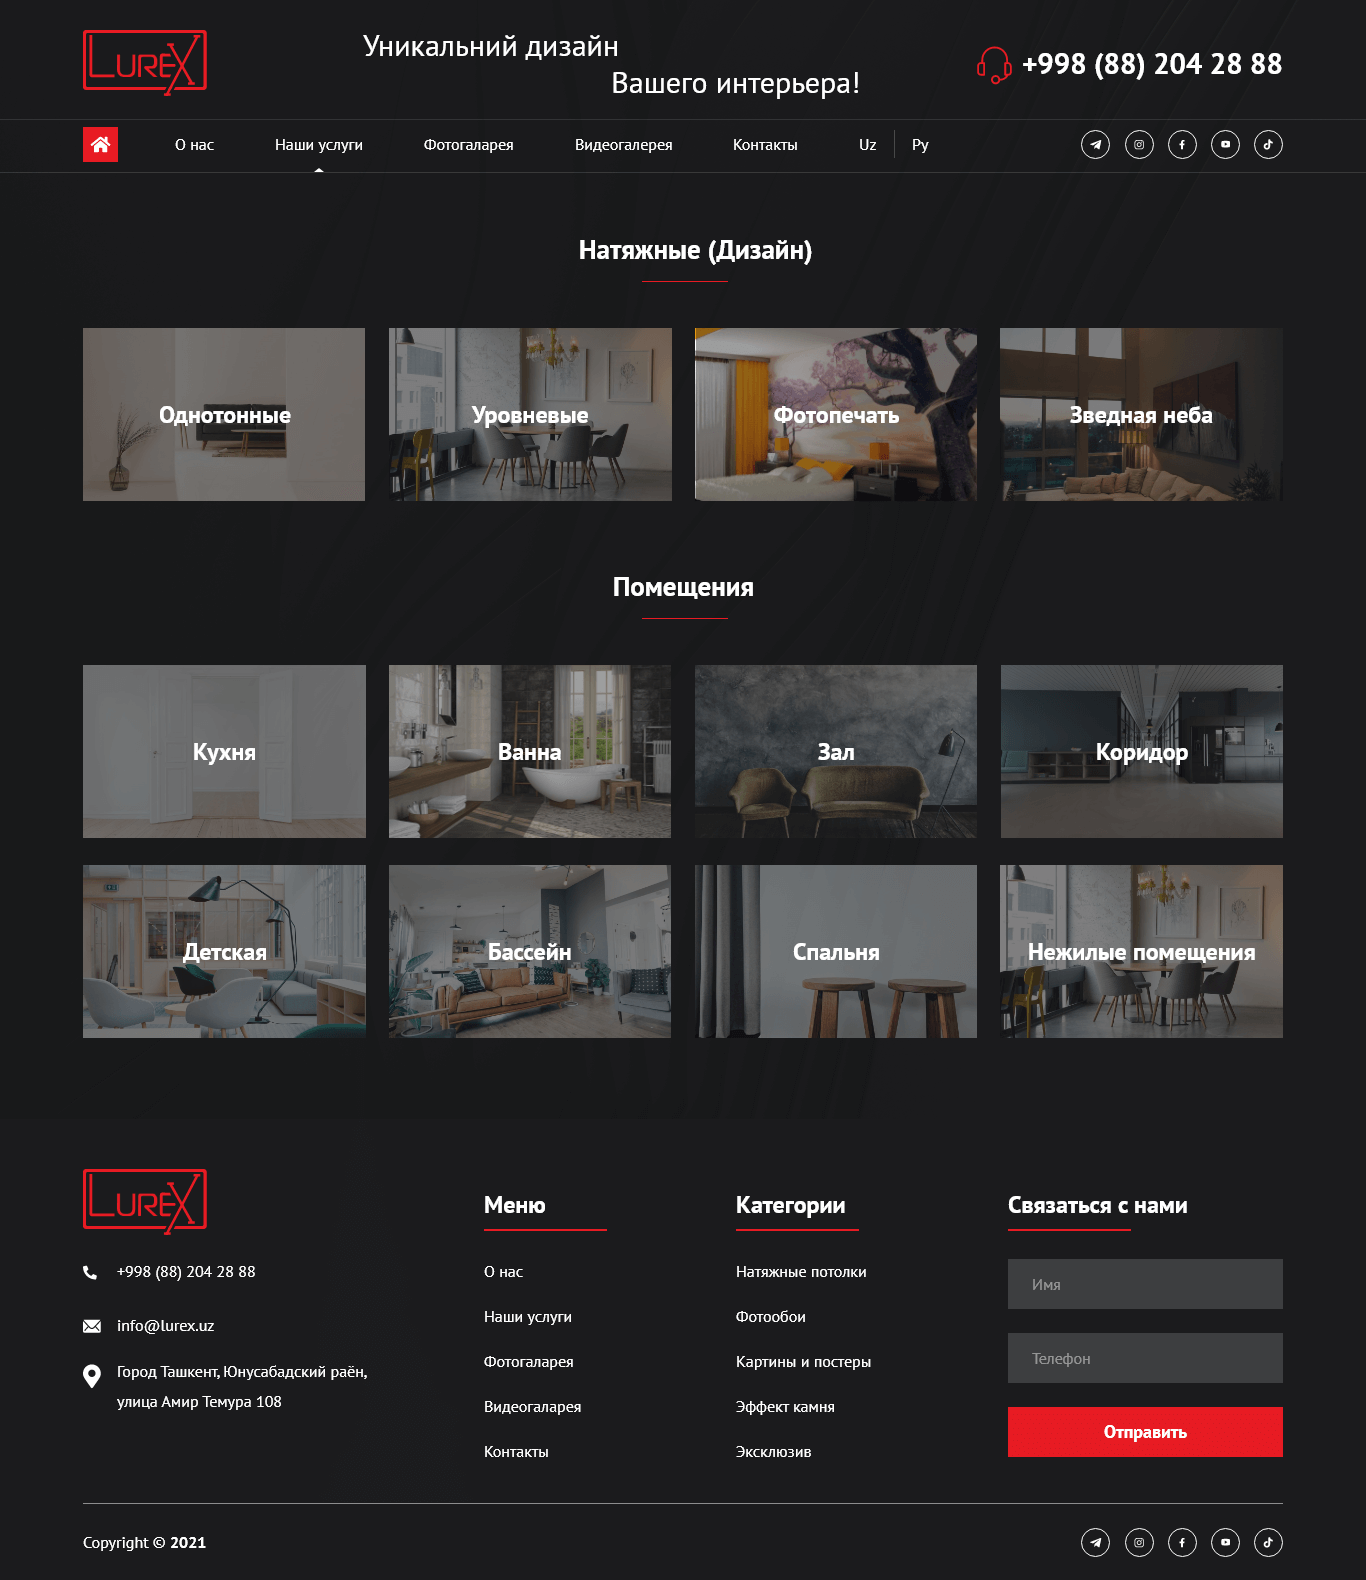 LUREX
Уникальний дизайн
Вашего интерьера!
+998 (88) 204 28 88
О нас
Наши услуги
Фотогаларея
Видеогалерея
Контакты
Uz
Ру
Натяжные (Дизайн)
Однотонные
Уровневые
Фотопечать
Зведная неба
Помещения
Кухня
Ванна
Зал
Коридор
Детская
Бассейн
Спальня
Нежилые помещения
LUREX
+998 (88) 204 28 88
info@lurex.uz
Город Ташкент, Юнусабадский раён,
улица Амир Темура 108
Меню
О нас
Наши услуги
Фотогаларея
Видеогаларея
Контакты
Категории
Натяжные потолки
Фотообои
Картины и постеры
Эффект камня
Эксклюзив
Связаться с нами
Имя
Телефон
Отправить
Copyright © 2021